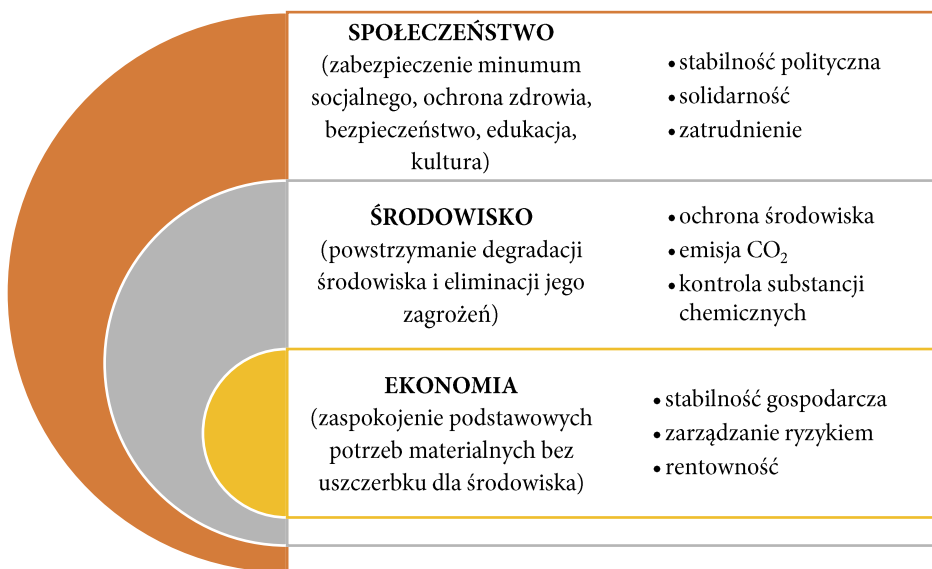 SPOŁECZEŃSTWO
(zabezpieczenie minumum
socjalnego, ochrona zdrowia,
bezpieczeństwo, edukacja,
kultura)
• stabilność polityczna
• solidarność
• zatrudnienie
ŚRODOWISKO
(powstrzymanie degradacji
środowiska i eliminacji jego
zagrożeń)
• ochrona środowiska
• emisja CO₂
• kontrola substancji
chemicznych
EKONOMIA
(zaspokojenie podstawowych
potrzeb materialnych bez
uszczerbku dla środowiska)
• stabilność gospodarcza
• zarządzanie ryzykiem
• rentowność